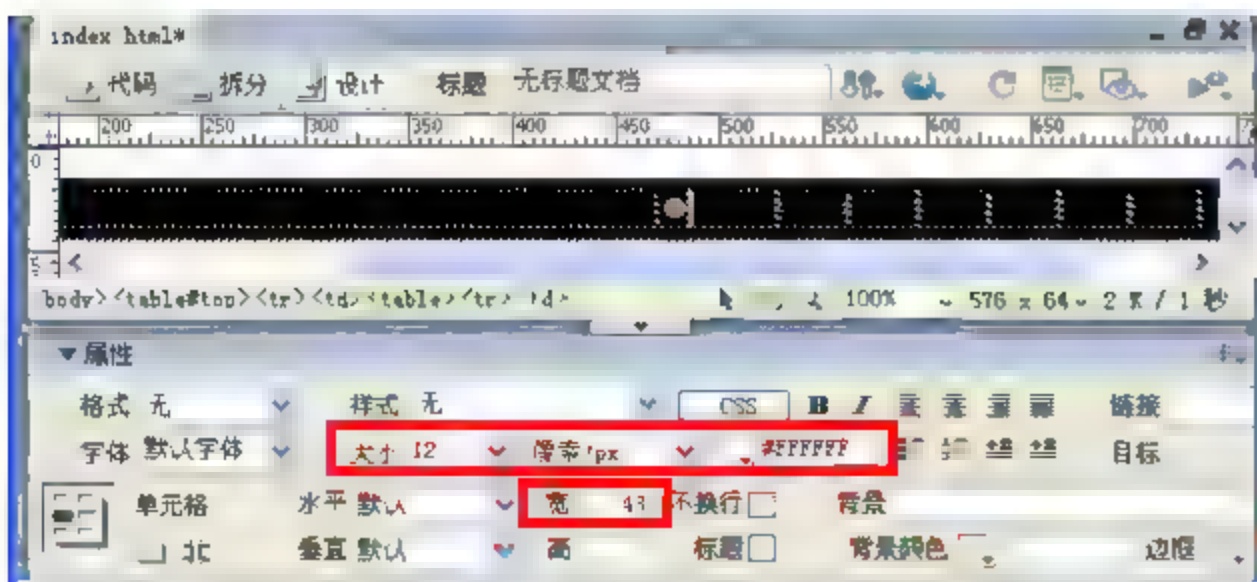 index html*
代码 拆分 设计 标题 无标题文档
200 250 300 350 400 450 500 550 600 650 700
0
body> <table#top> <tr> <td> <table> <tr> <td> 100% 576 x 64 2 K / 1 秒
属性
格式 无 样式 无 CSS B I 链接
字体 默认字体 大小 12 像素(px #FFFFFF 目标
单元格 水平 默认 宽 43 不换行 背景
垂直 默认 高 标题 背景颜色 边框